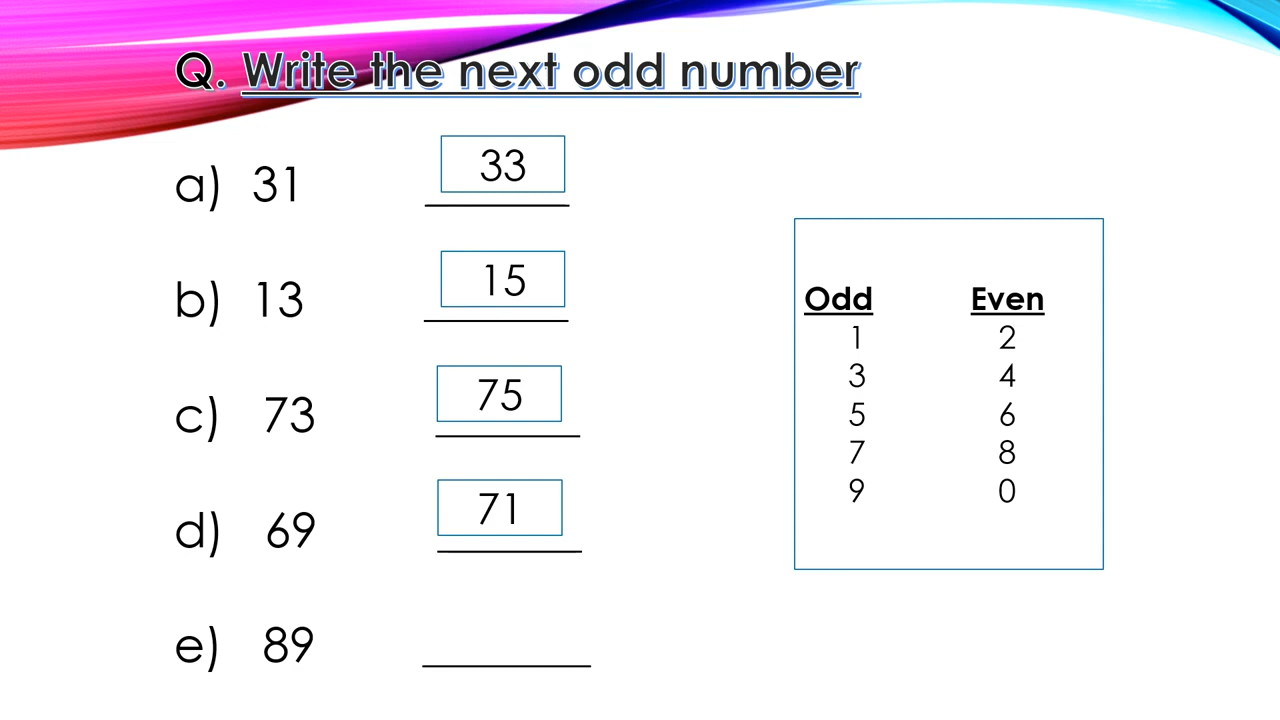 Q. Write the next odd number
a) 31 33
b) 13 15
c) 73 75
d) 69 71
e) 89 ________
Odd Even
1 2
3 4
5 6
7 8
9 0